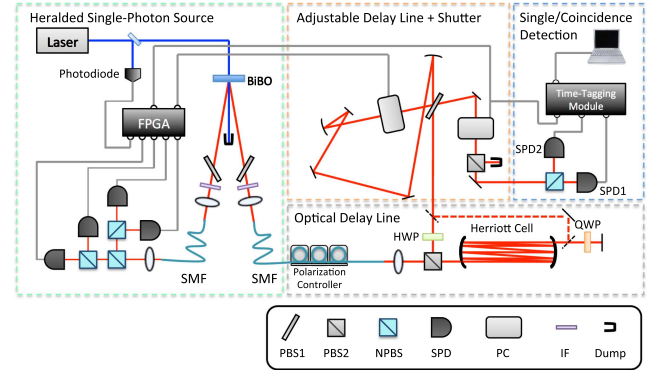 Heralded Single-Photon Source
Adjustable Delay Line + Shutter
Single/Coincidence
Detection
Laser
Photodiode
BiBO
FPGA
Time-Tagging
Module
SPD2
SPD1
Optical Delay Line
HWP
Herriott Cell
QWP
SMF
SMF
Polarization
Controller
PBS1
PBS2
NPBS
SPD
PC
IF
Dump